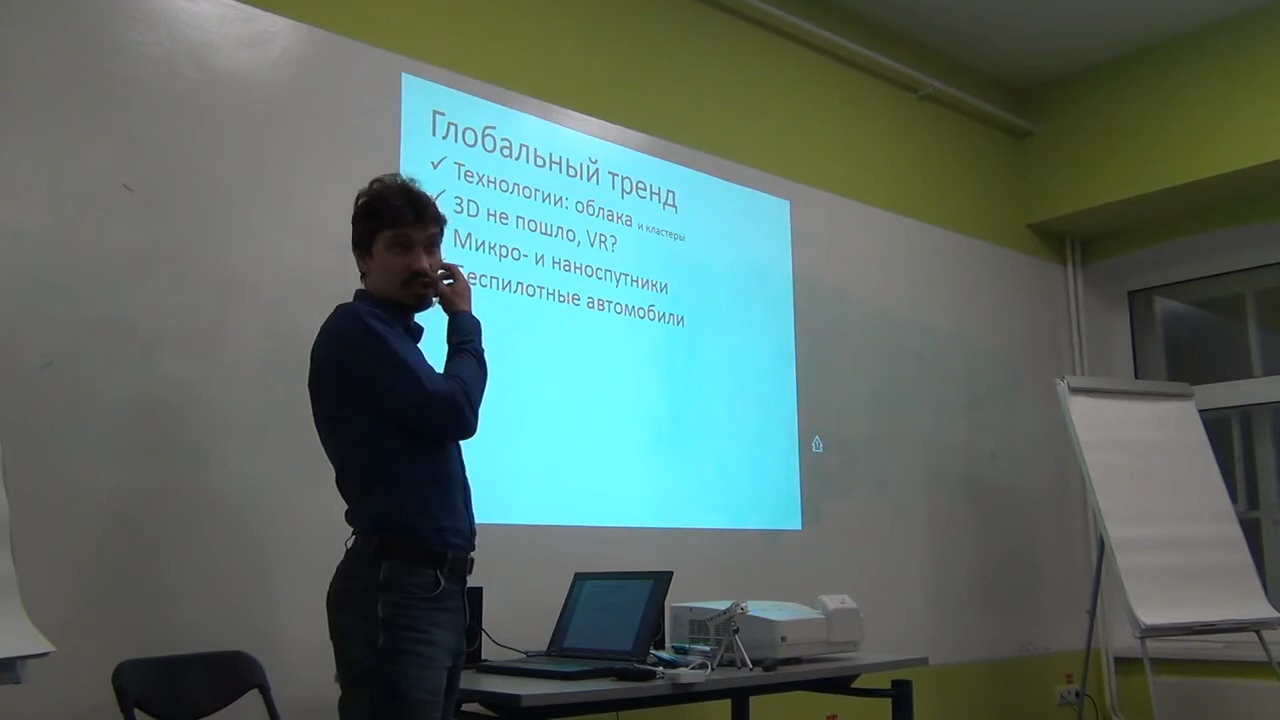 Глобальный тренд
✓ Технологии: облака и кластеры
✓ 3D не пошло, VR?
Микро- и наноспутники
Беспилотные автомобили